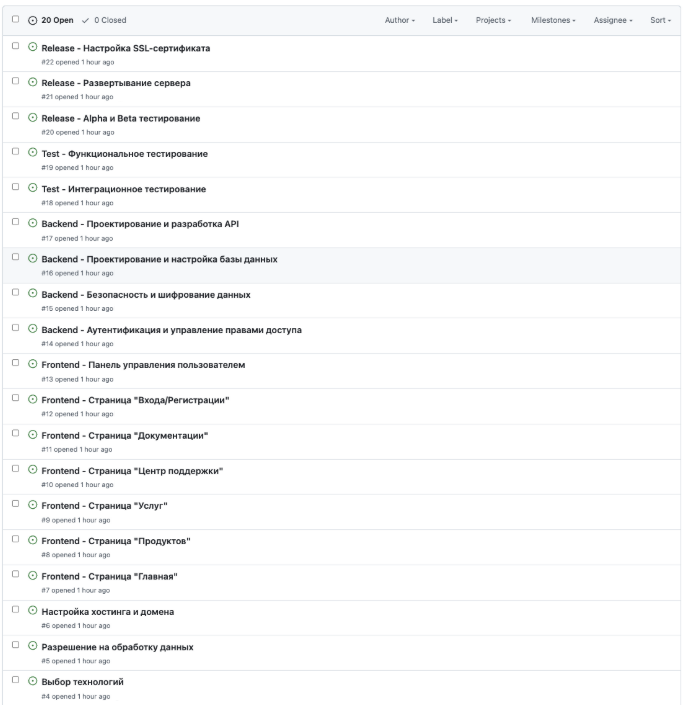 20 Open 0 Closed Author Label Projects Milestones Assignee Sort
Release - Настройка SSL-сертификата
#22 opened 1 hour ago
Release - Развертывание сервера
#21 opened 1 hour ago
Release - Alpha и Beta тестирование
#20 opened 1 hour ago
Test - Функциональное тестирование
#19 opened 1 hour ago
Test - Интеграционное тестирование
#18 opened 1 hour ago
Backend - Проектирование и разработка API
#17 opened 1 hour ago
Backend - Проектирование и настройка базы данных
#16 opened 1 hour ago
Backend - Безопасность и шифрование данных
#15 opened 1 hour ago
Backend - Аутентификация и управление правами доступа
#14 opened 1 hour ago
Frontend - Панель управления пользователем
#13 opened 1 hour ago
Frontend - Страница "Входа/Регистрации"
#12 opened 1 hour ago
Frontend - Страница "Документации"
#11 opened 1 hour ago
Frontend - Страница "Центр поддержки"
#10 opened 1 hour ago
Frontend - Страница "Услуг"
#9 opened 1 hour ago
Frontend - Страница "Продуктов"
#8 opened 1 hour ago
Frontend - Страница "Главная"
#7 opened 1 hour ago
Настройка хостинга и домена
#6 opened 1 hour ago
Разрешение на обработку данных
#5 opened 1 hour ago
Выбор технологий
#4 opened 1 hour ago